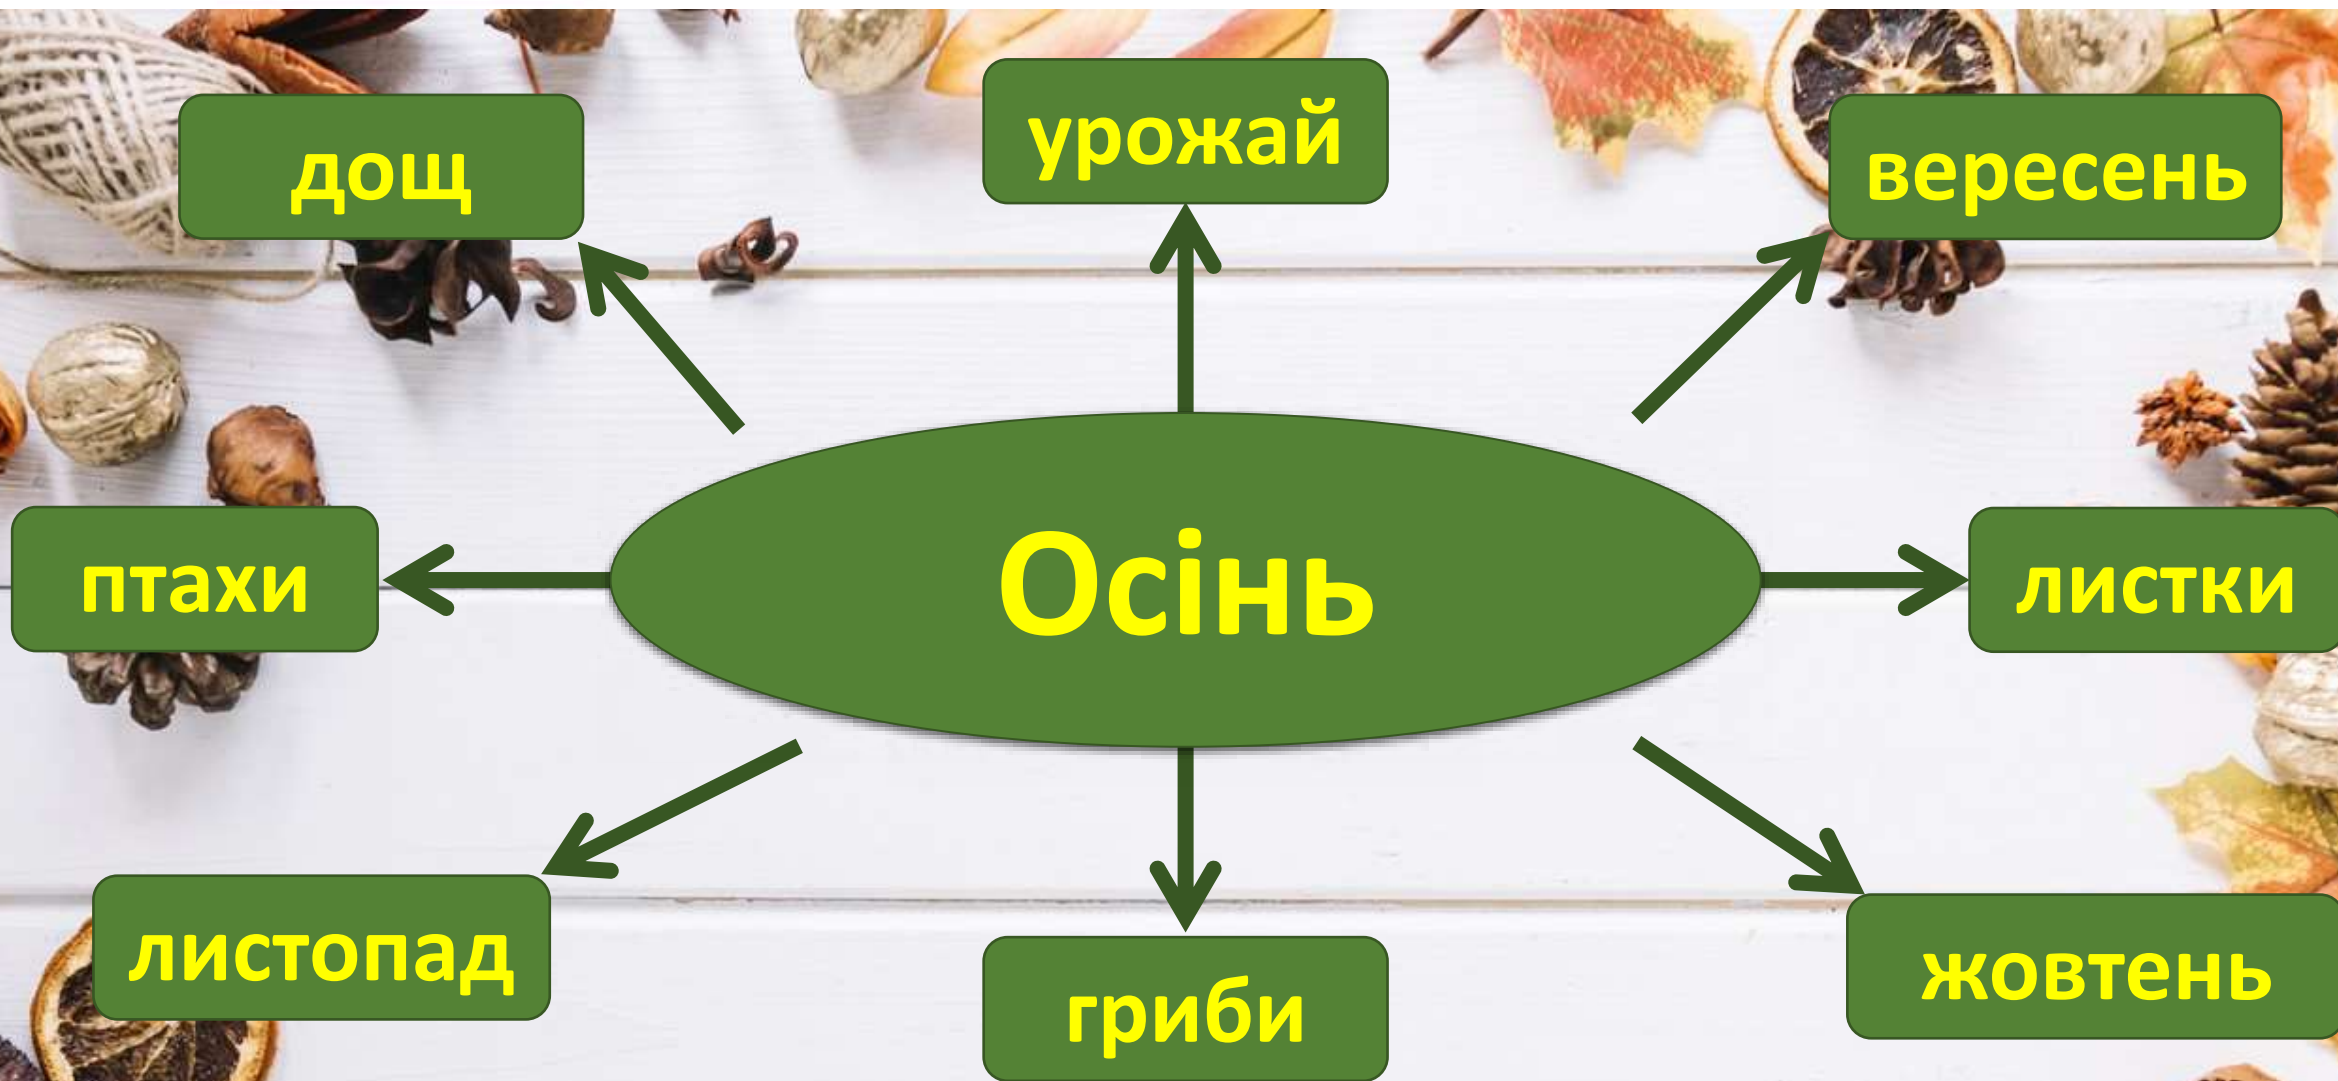 урожай
дощ
вересень
птахи
Осінь
листки
листопад
гриби
жовтень